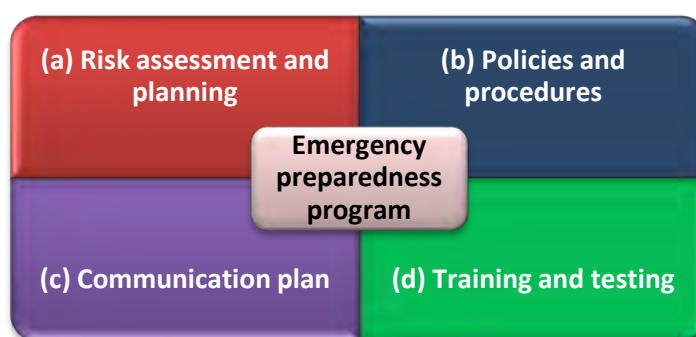 (a) Risk assessment and
planning
(b) Policies and
procedures
Emergency
preparedness
program
(c) Communication plan
(d) Training and testing